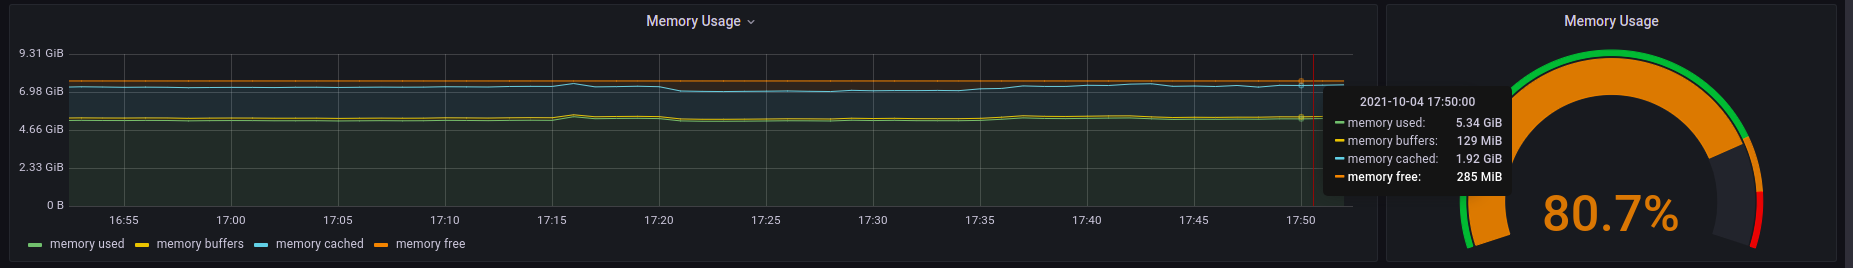 Memory Usage
9.31 GiB
6.98 GiB
4.66 GiB
2.33 GiB
0 B
16:55 17:00 17:05 17:10 17:15 17:20 17:25 17:30 17:35 17:40 17:45 17:50
memory used memory buffers memory cached memory free
2021-10-04 17:50:00
memory used: 5.34 GiB
memory buffers: 129 MiB
memory cached: 1.92 GiB
memory free: 285 MiB
Memory Usage
80.7%